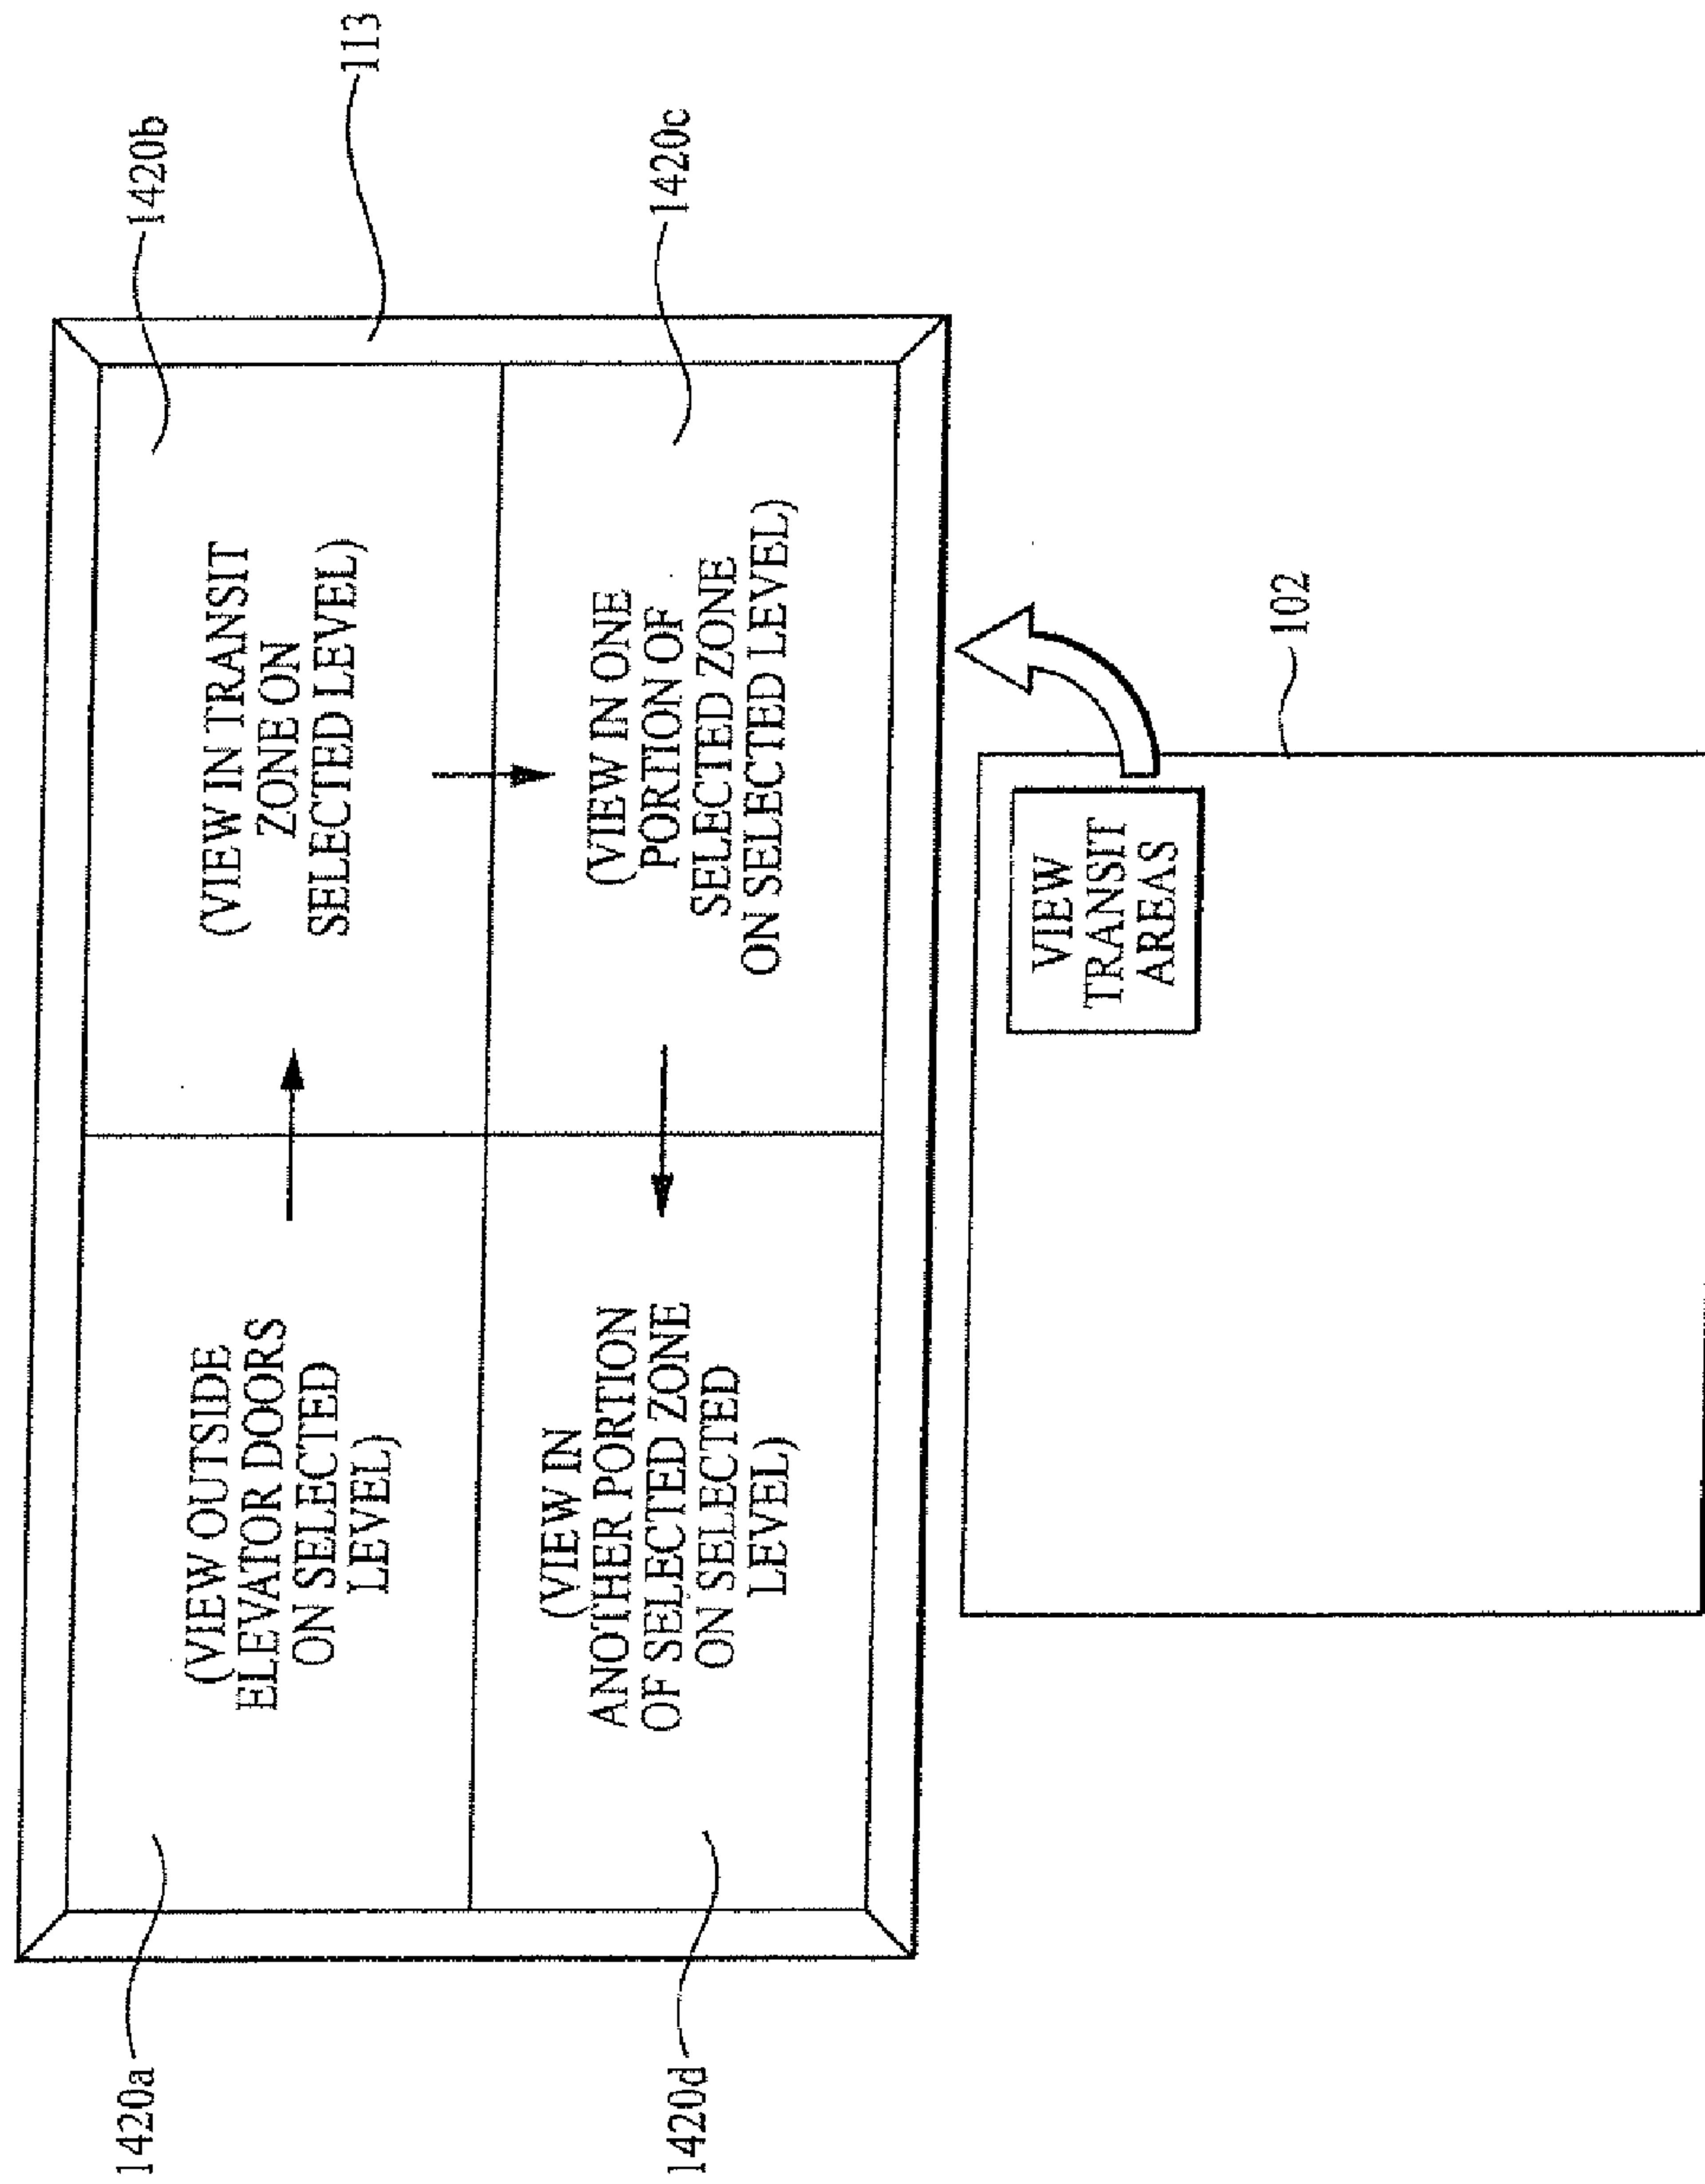 1420a
1420b
113
(VIEW OUTSIDE
ELEVATOR DOORS
ON SELECTED
LEVEL)
(VIEW IN TRANSIT
ZONE ON
SELECTED LEVEL)
1420d
1420c
(VIEW IN
ANOTHER PORTION
OF SELECTED ZONE
ON SELECTED
LEVEL)
(VIEW IN ONE
PORTION OF
SELECTED ZONE
ON SELECTED LEVEL)
VIEW
TRANSIT
AREAS
102